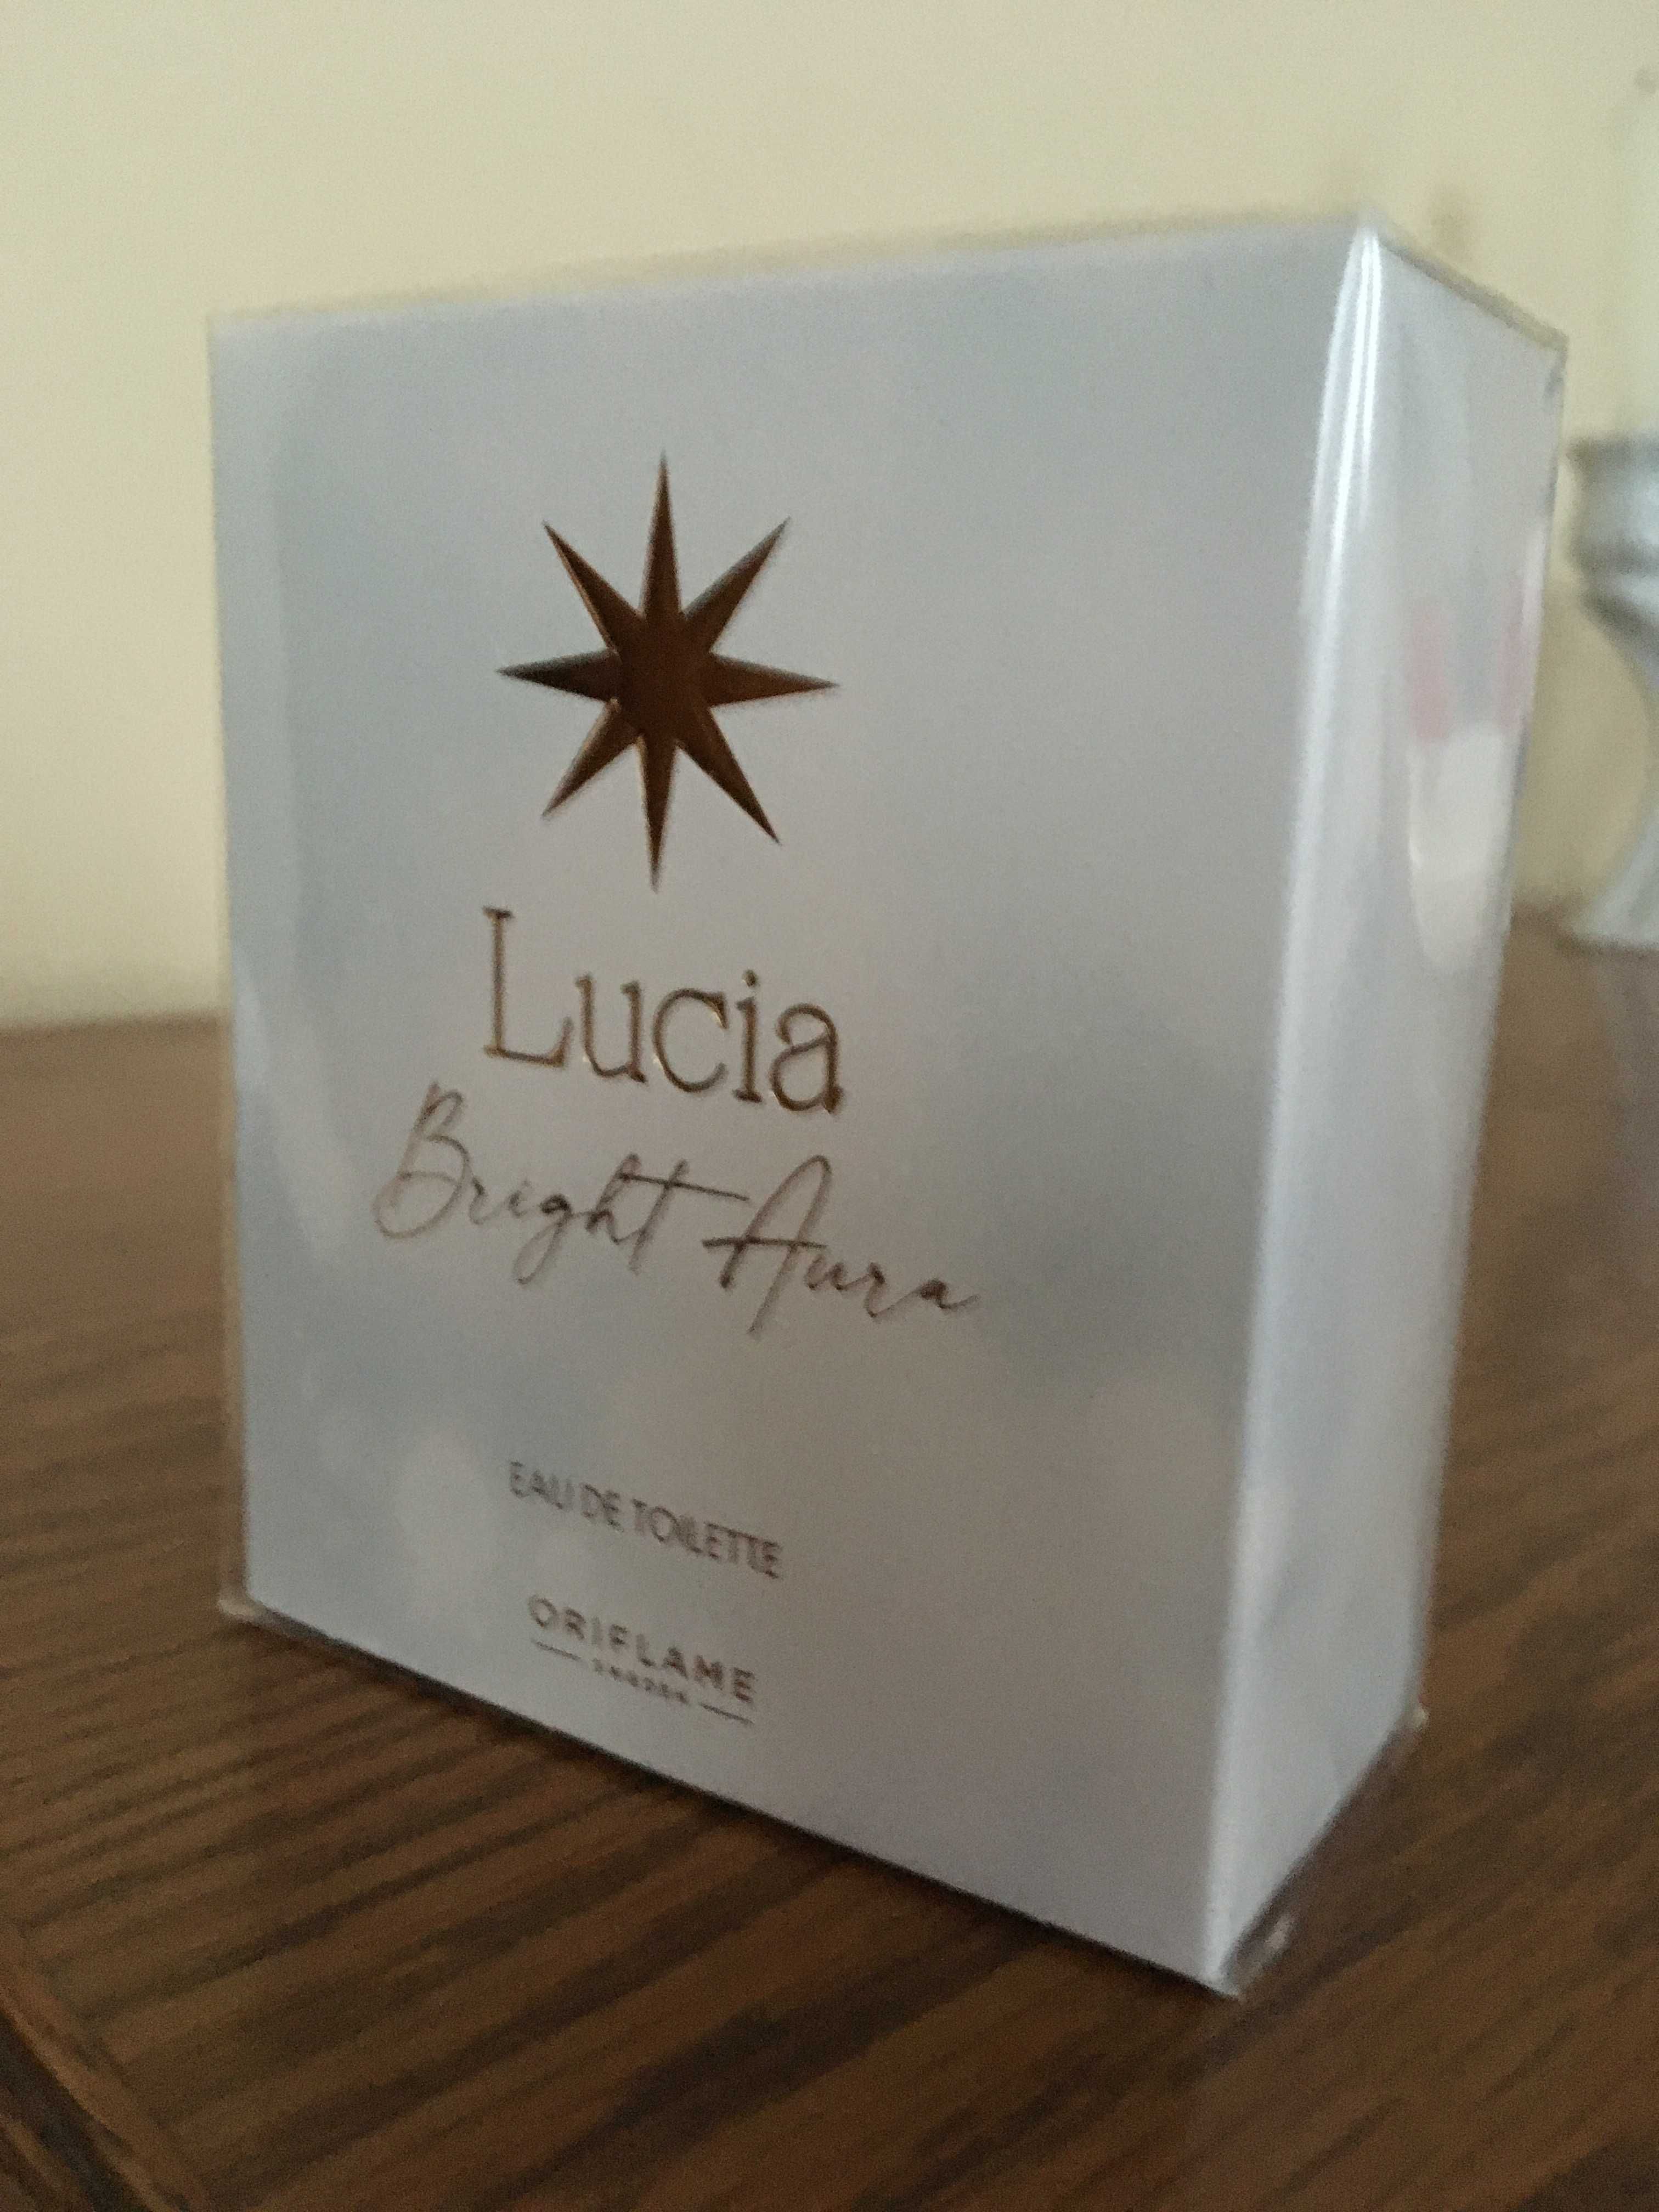 Lucia
Bright Aura
EAU DE TOILETTE
ORIFLAME
SWEDEN